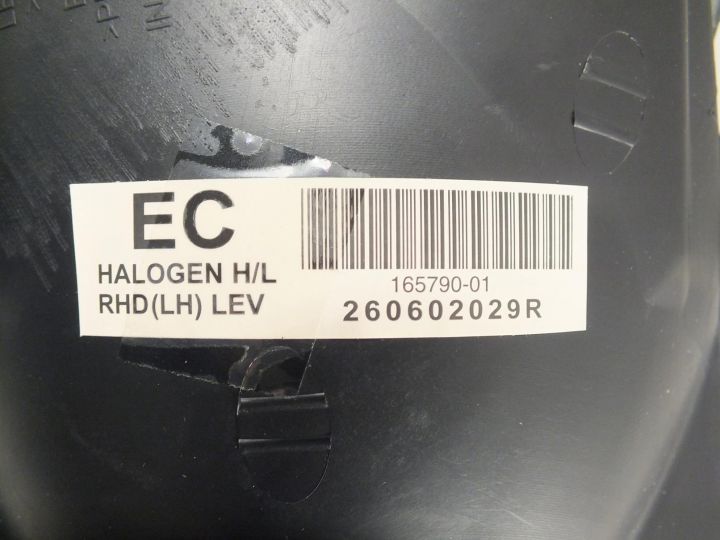 EC
HALOGEN H/L
RHD(LH) LEV
165790-01
260602029R